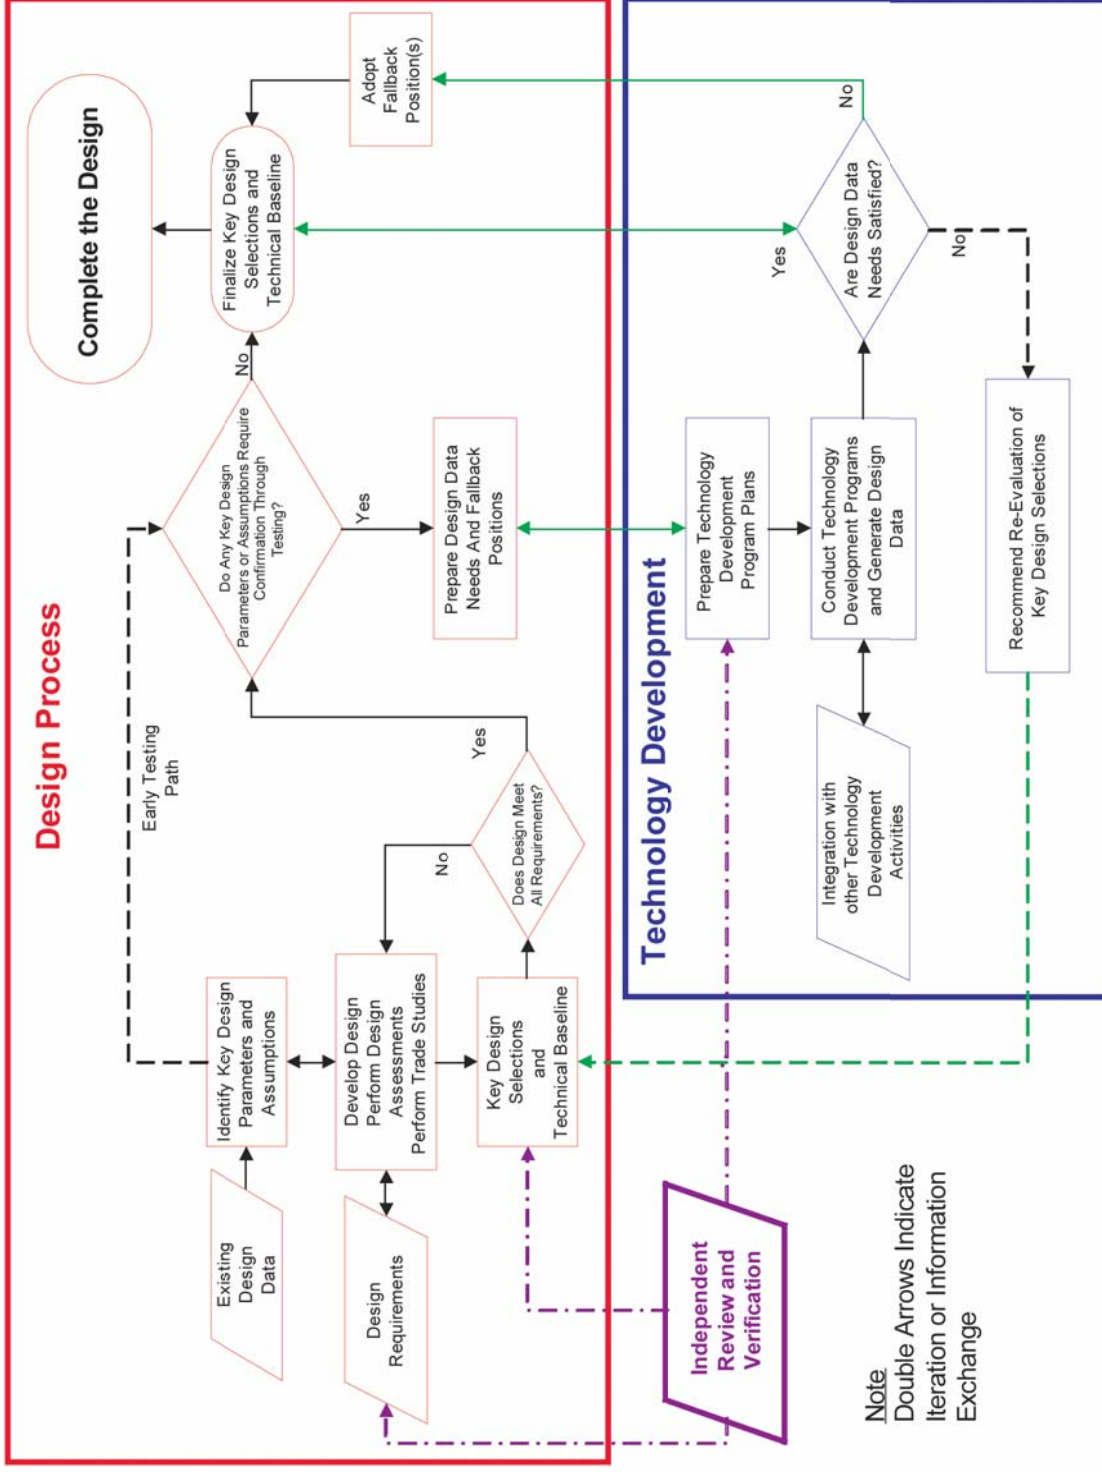 Design Process
Complete the Design
Early Testing
Path
Existing
Design
Data
Identify Key Design
Parameters and
Assumptions
Do Any Key Design
Parameters or Assumptions Require
Confirmation Through
Testing?
No
Finalize Key Design
Selections and
Technical Baseline
Design
Requirements
Develop Design
Perform Design
Assessments
Perform Trade Studies
No
Yes
Yes
Adopt
Fallback
Position(s)
Key Design
Selections
and
Technical Baseline
Does Design Meet
All Requirements?
Prepare Design Data
Needs And Fallback
Positions
Technology Development
Independent
Review and
Verification
Prepare Technology
Development
Program Plans
Yes
No
Integration with
other Technology
Development
Activities
Conduct Technology
Development Programs
and Generate Design
Data
Are Design Data
Needs Satisfied?
No
Recommend Re-Evaluation of
Key Design Selections
Note
Double Arrows Indicate
Iteration or Information
Exchange